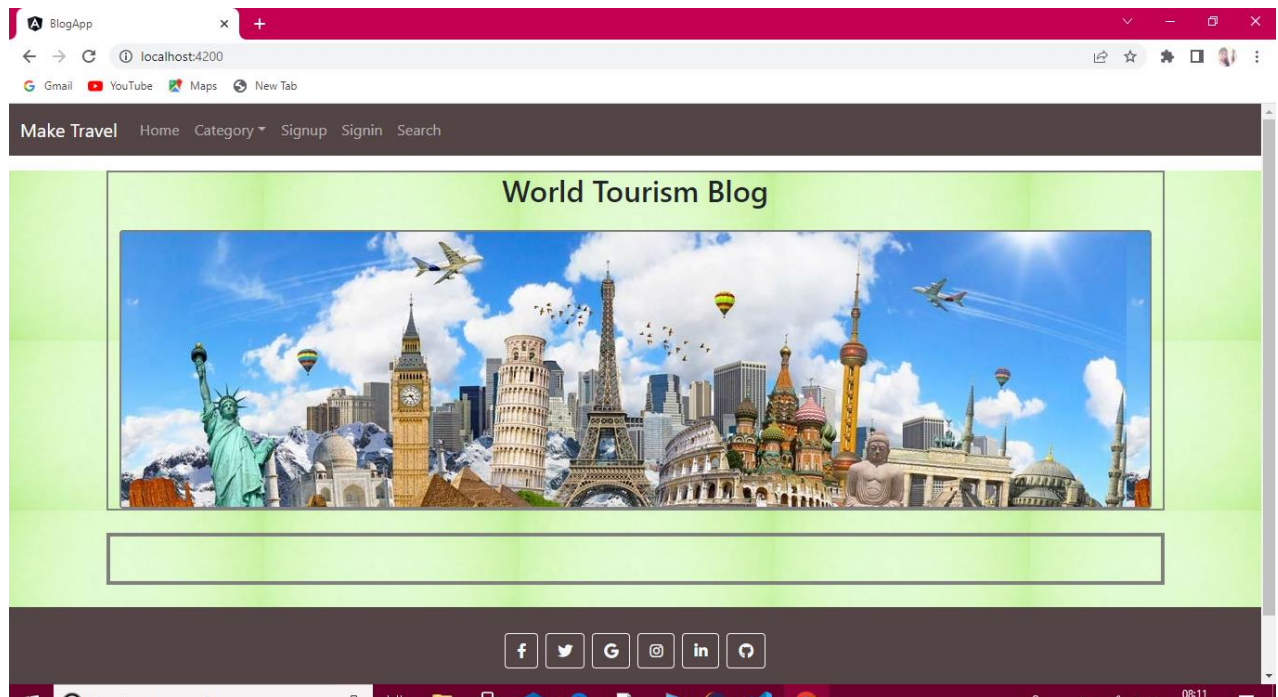 BlogApp
localhost:4200
Gmail YouTube Maps New Tab
Make Travel Home Category Signup Signin Search
World Tourism Blog
08:11